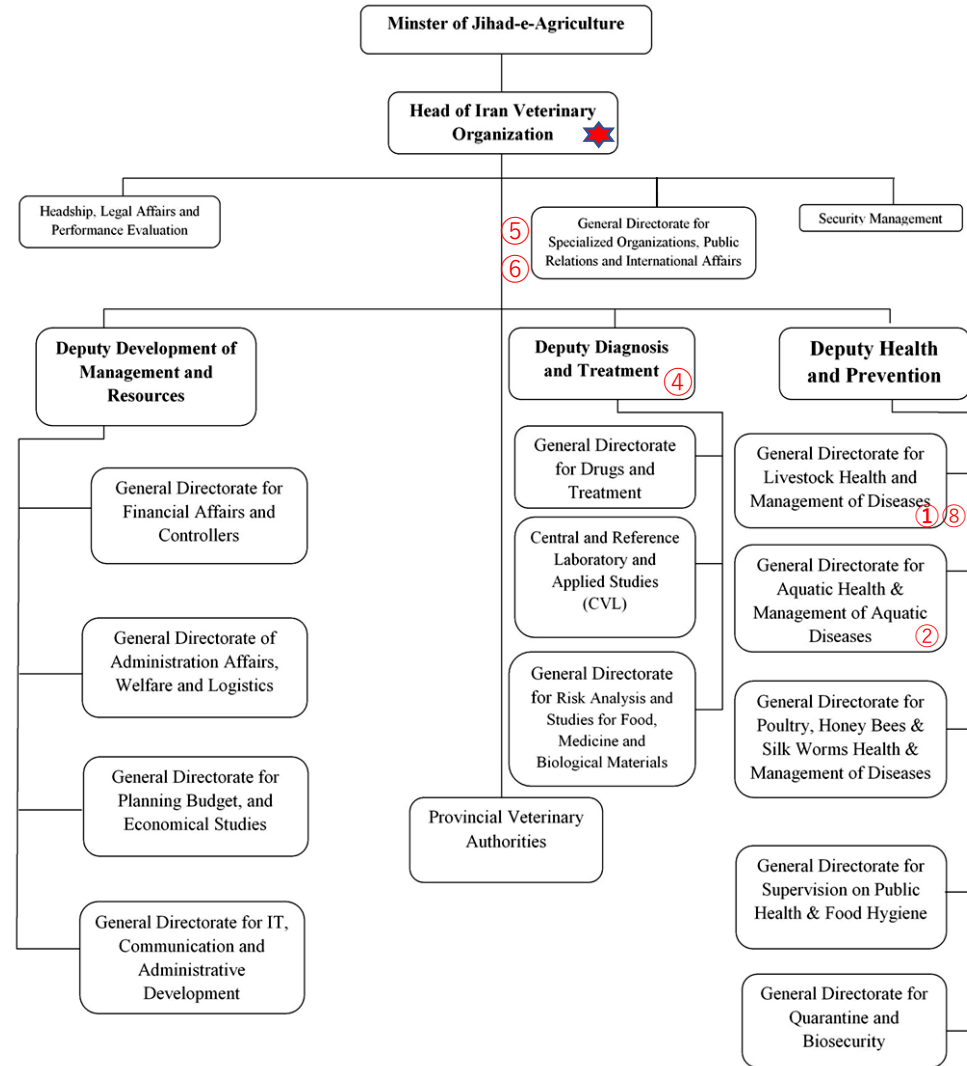 Minster of Jihad-e-Agriculture
Head of Iran Veterinary
Organization
Headship, Legal Affairs and
Performance Evaluation
⑤
⑥
General Directorate for
Specialized Organizations, Public
Relations and International Affairs
Security Management
Deputy Development of
Management and
Resources
Deputy Diagnosis
and Treatment
④
Deputy Health
and Prevention
General Directorate for
Financial Affairs and
Controllers
General Directorate of
Administration Affairs,
Welfare and Logistics
General Directorate for
Planning Budget, and
Economical Studies
General Directorate for IT,
Communication and
Administrative
Development
General Directorate
for Drugs and
Treatment
Central and Reference
Laboratory and
Applied Studies
(CVL)
General Directorate
for Risk Analysis and
Studies for Food,
Medicine and
Biological Materials
Provincial Veterinary
Authorities
General Directorate for
Livestock Health and
Management of Diseases
① ⑧
General Directorate for
Aquatic Health &
Management of Aquatic
Diseases
②
General Directorate for
Poultry, Honey Bees &
Silk Worms Health &
Management of Diseases
General Directorate for
Supervision on Public
Health & Food Hygiene
General Directorate for
Quarantine and
Biosecurity